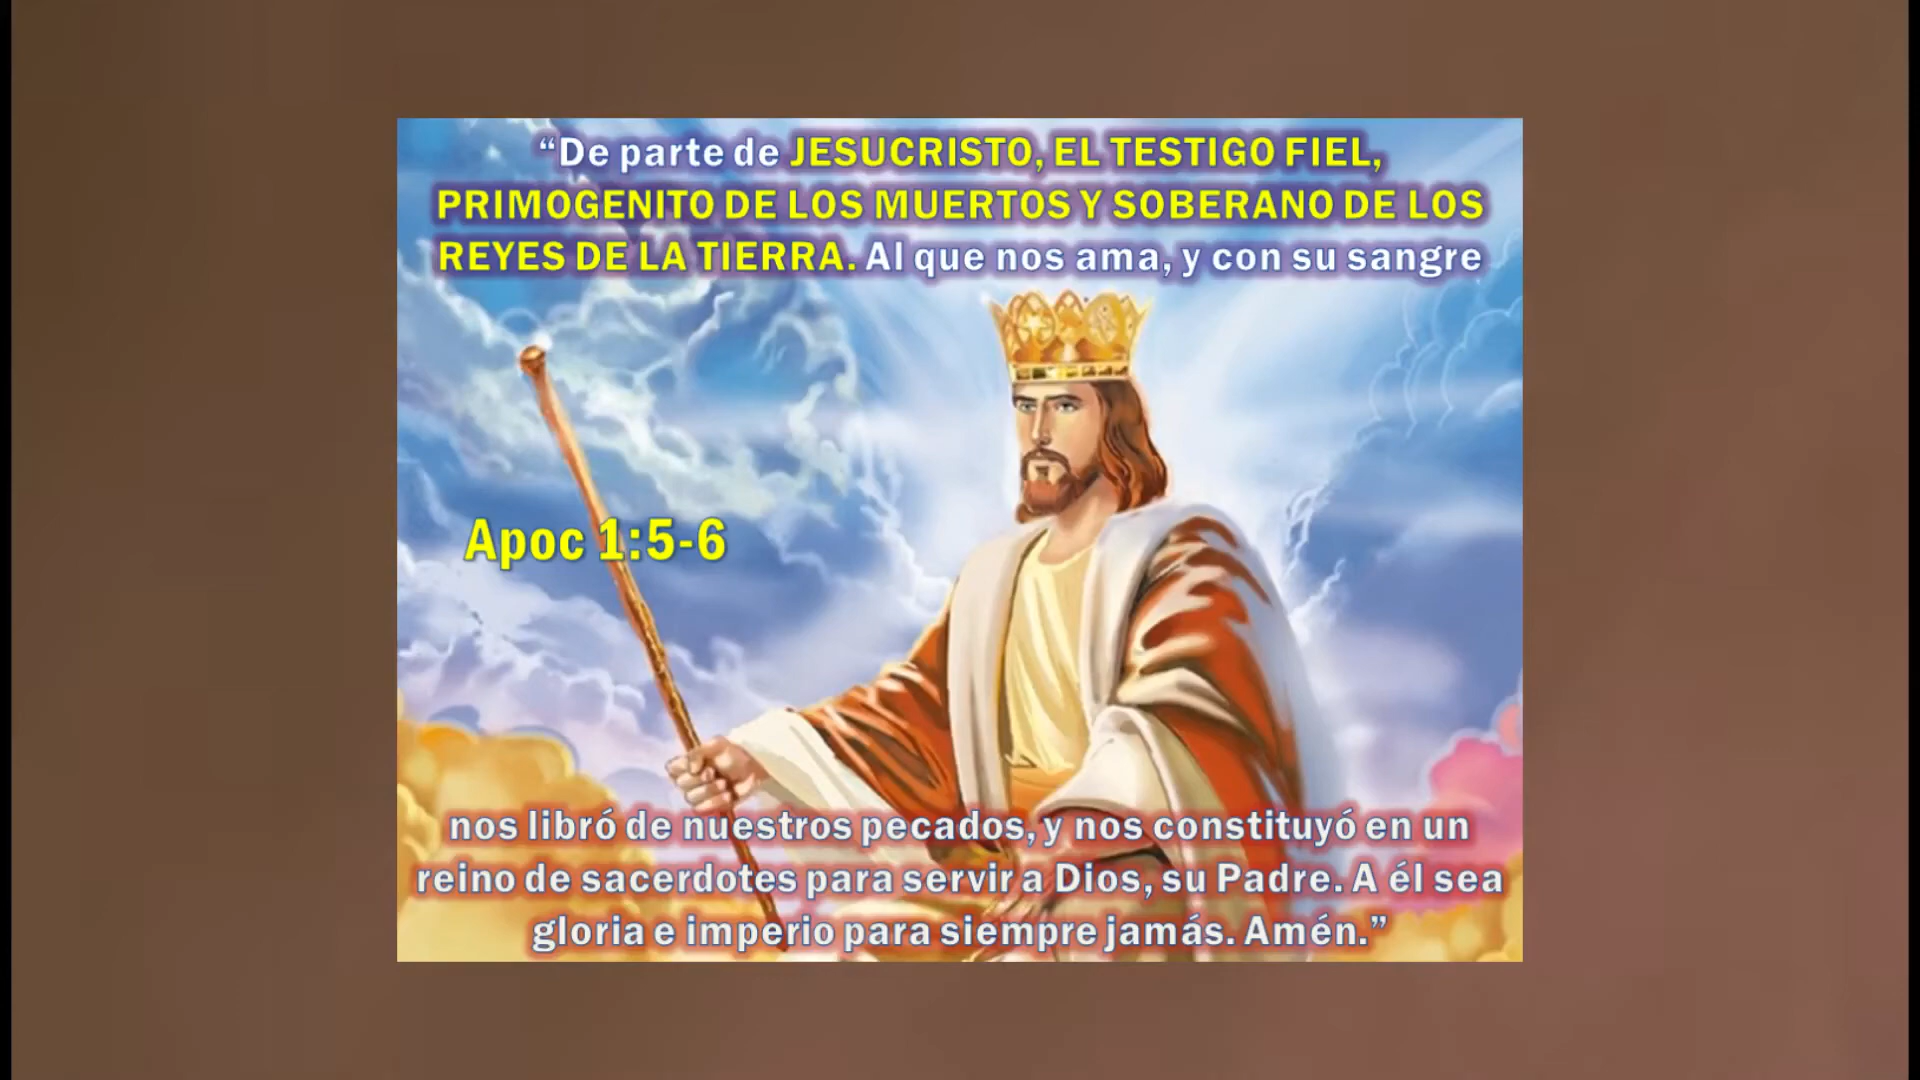 “De parte de JESUCRISTO, EL TESTIGO FIEL,
PRIMOGENITO DE LOS MUERTOS Y SOBERANO DE LOS
REYES DE LA TIERRA. Al que nos ama, y con su sangre
Apoc 1:5-6
nos libró de nuestros pecados, y nos constituyó en un
reino de sacerdotes para servir a Dios, su Padre. A él sea
gloria e imperio para siempre jamás. Amén.”